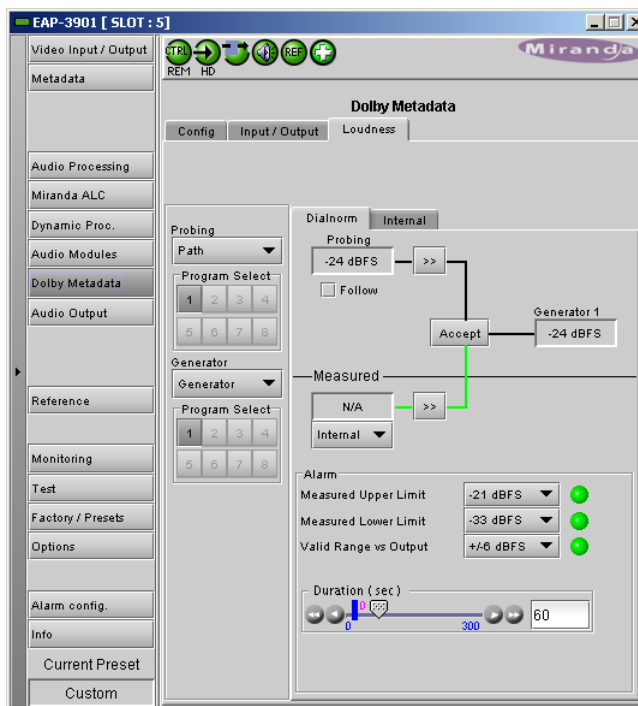 EAP-3901 [ SLOT : 5]
Video Input / Output
Metadata
Audio Processing
Miranda ALC
Dynamic Proc.
Audio Modules
Dolby Metadata
Audio Output
Reference
Monitoring
Test
Factory / Presets
Options
Alarm config.
Info
Current Preset
Custom
CTRL
REF
REM HD
Miranda
Dolby Metadata
Config Input / Output Loudness
Probing
Path
Program Select
1 2 3 4
5 6 7 8
Generator
Generator
Program Select
1 2 3 4
5 6 7 8
Dialnorm Internal
Probing
-24 dBFS >>
Follow
Accept
Generator 1
-24 dBFS
Measured
N/A >>
Internal
Alarm
Measured Upper Limit -21 dBFS
Measured Lower Limit -33 dBFS
Valid Range vs Output +/-6 dBFS
Duration ( sec )
0
0 300
60